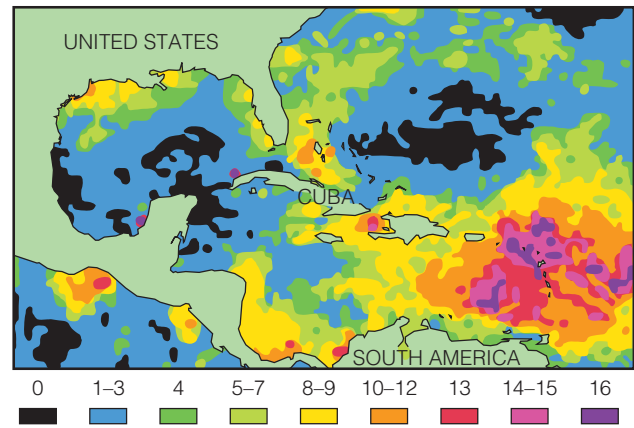 UNITED STATES
CUBA
SOUTH AMERICA
0 1–3 4 5–7 8–9 10–12 13 14–15 16